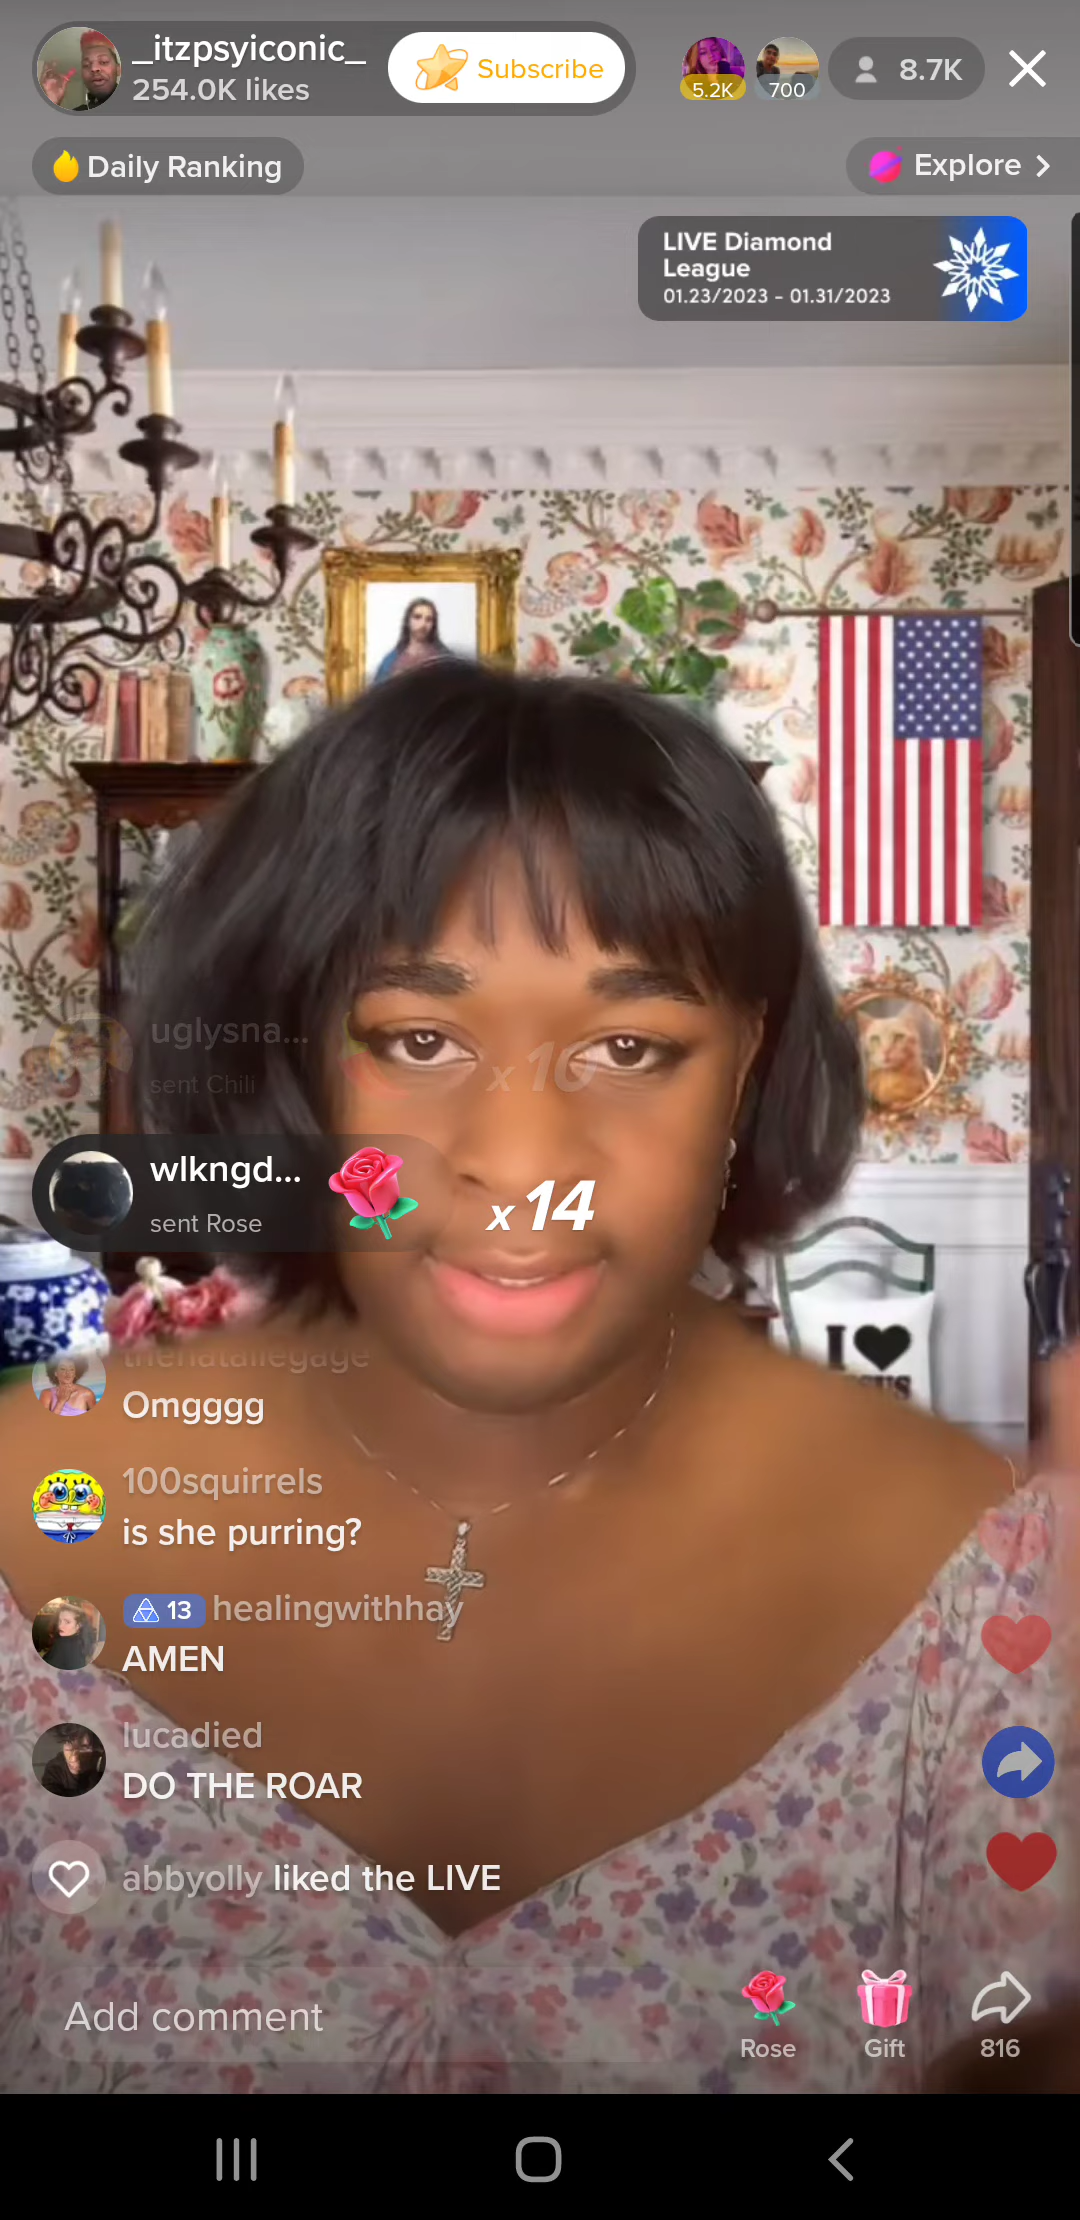 _itzpsyiconic_
254.0K likes
Subscribe
5.2K
700
8.7K
Daily Ranking
Explore
LIVE Diamond
League
01.23/2023 - 01.31/2023
uglysna...
sent Chili
x 10
wlkngd...
sent Rose
x 14
I
thenataliegage
Omgggg
100squirrels
is she purring?
13 healingwithhay
AMEN
lucadied
DO THE ROAR
abbyolly liked the LIVE
Add comment
Rose
Gift
816